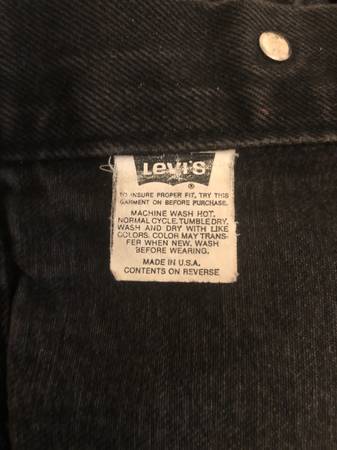 Levi's
®
TO INSURE PROPER FIT, TRY THIS
GARMENT ON BEFORE PURCHASE.
MACHINE WASH HOT,
NORMAL CYCLE. TUMBLE DRY.
WASH AND DRY WITH LIKE
COLORS. COLOR MAY TRANS-
FER WHEN NEW. WASH
BEFORE WEARING.
MADE IN U.S.A.
CONTENTS ON REVERSE